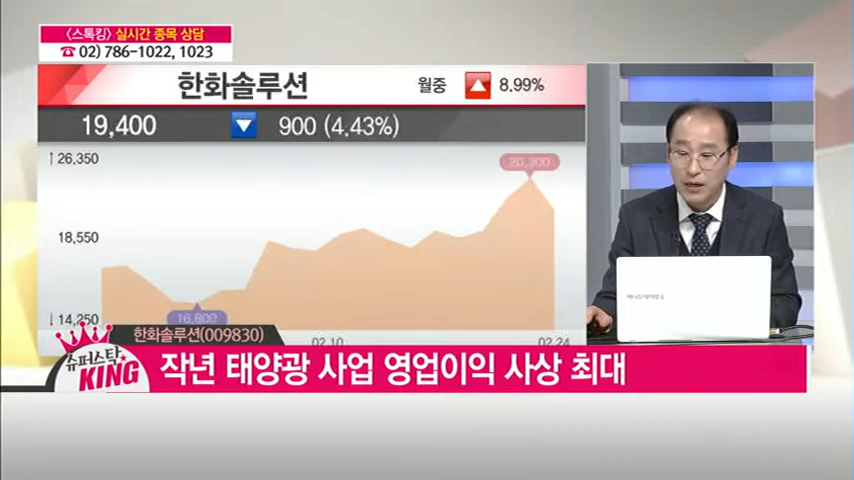 <스톡킹> 실시간 종목 상담
☎ 02) 786-1022, 1023
한화솔루션
월중 ▲ 8.99%
19,400 ▼ 900 (4.43%)
↑26,350
20,300
18,550
16,800
↓14,250
02.10
02.24
한화솔루션(009830)
슈퍼스탁
KING
작년 태양광 사업 영업이익 사상 최대